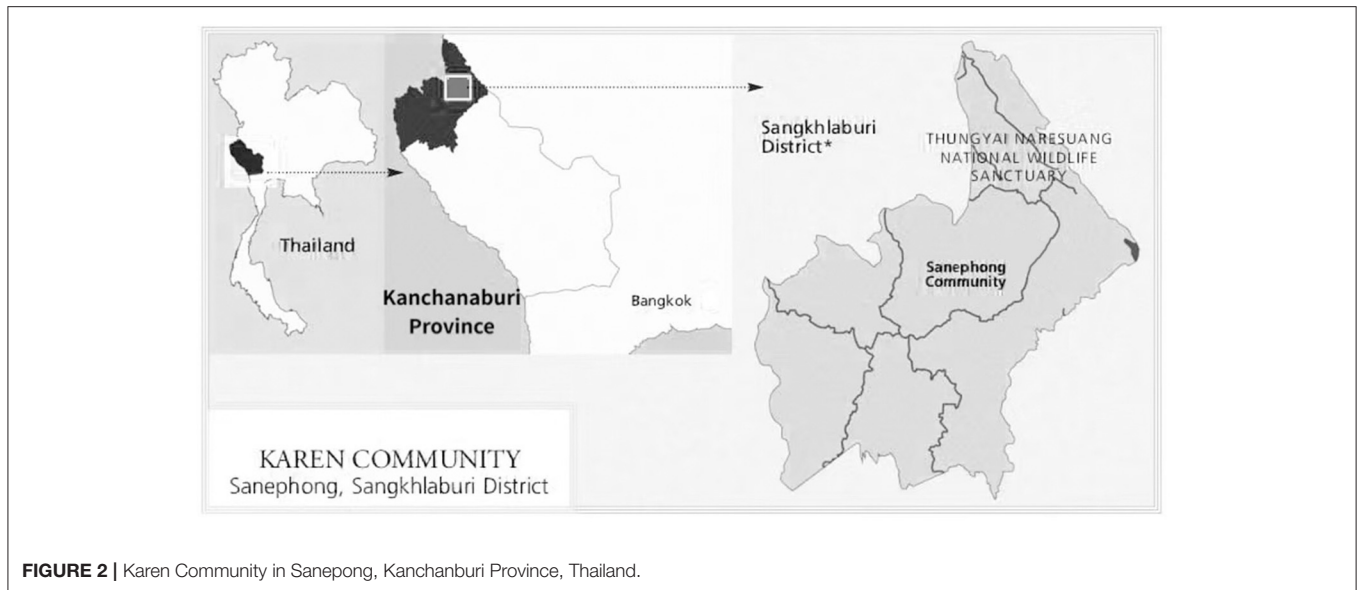 Thailand
Kanchanaburi
Province
Bangkok
Sangkhlaburi
District*
THUNGYAI NARESUANG
NATIONAL WILDLIFE
SANCTUARY
Sanephong
Community
KAREN COMMUNITY
Sanephong, Sangkhlaburi District
FIGURE 2 | Karen Community in Sanepong, Kanchanburi Province, Thailand.